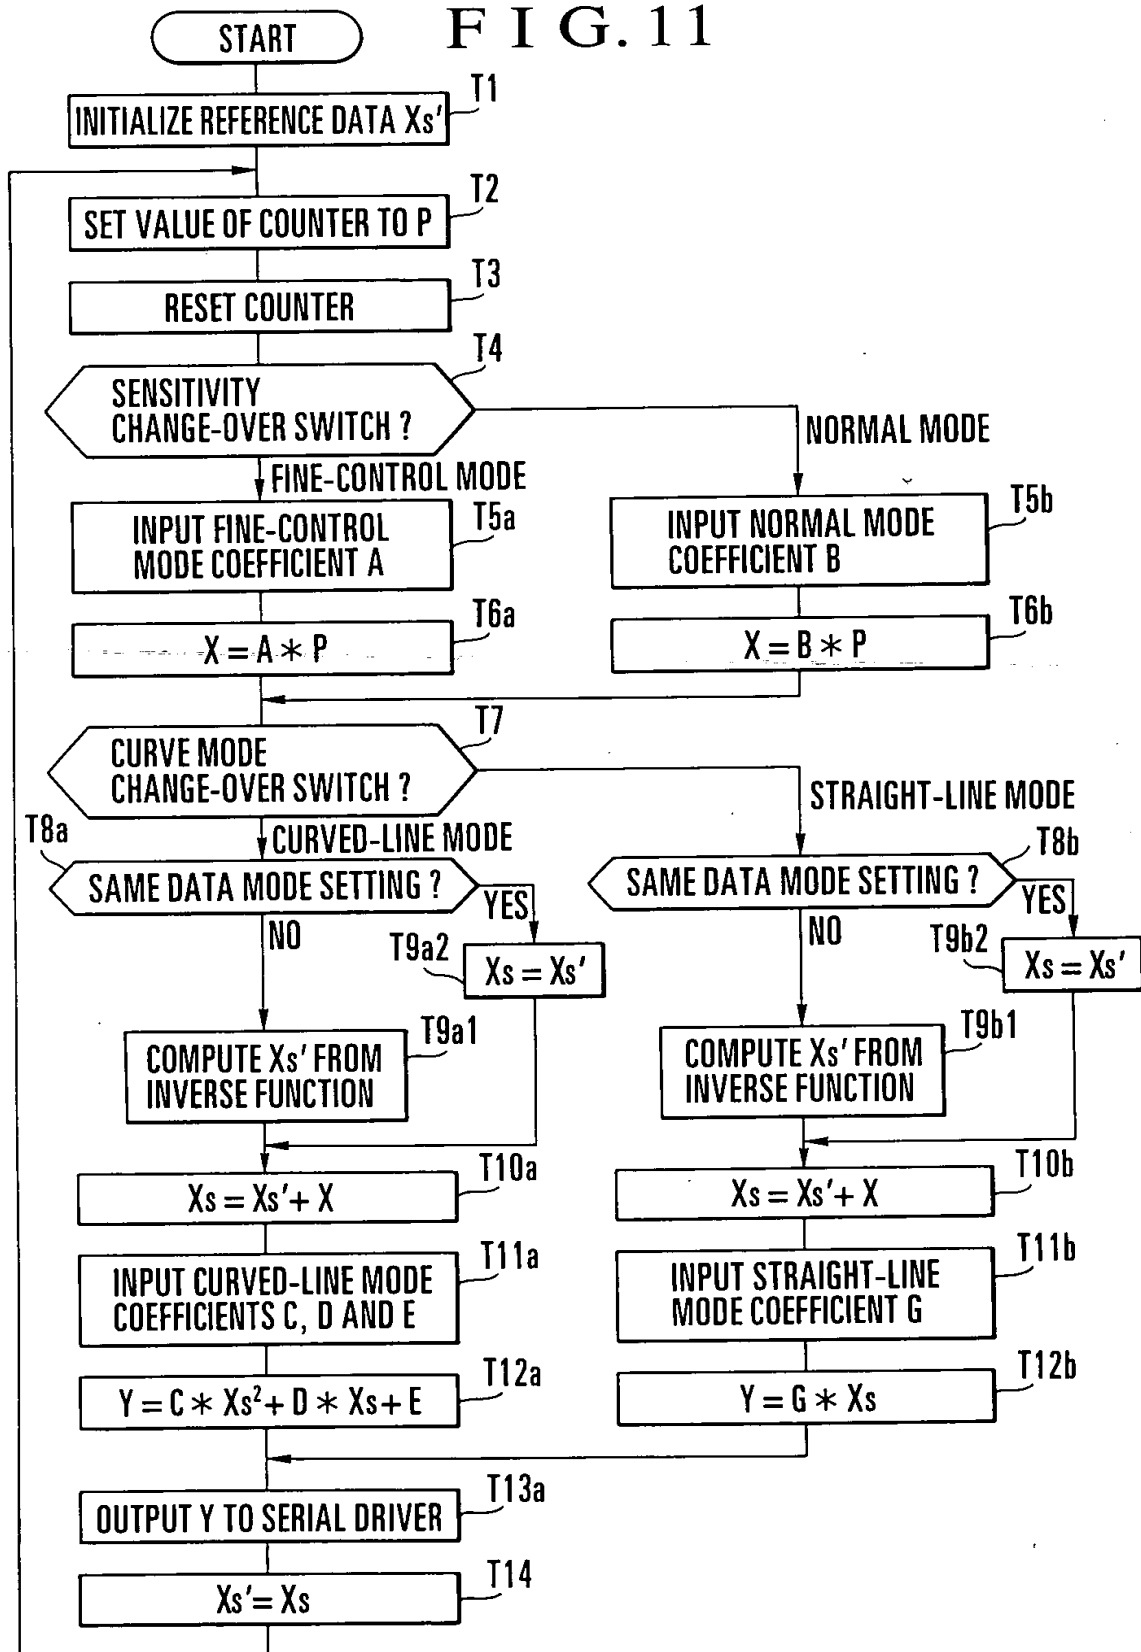 FIG. 11
START
T1
INITIALIZE REFERENCE DATA Xs'
T2
SET VALUE OF COUNTER TO P
T3
RESET COUNTER
T4
SENSITIVITY
CHANGE-OVER SWITCH ?
NORMAL MODE
FINE-CONTROL MODE
T5a
INPUT FINE-CONTROL
MODE COEFFICIENT A
T5b
INPUT NORMAL MODE
COEFFICIENT B
T6a
X = A * P
T6b
X = B * P
T7
CURVE MODE
CHANGE-OVER SWITCH ?
STRAIGHT-LINE MODE
CURVED-LINE MODE
T8a
SAME DATA MODE SETTING ?
YES
NO
T8b
SAME DATA MODE SETTING ?
YES
NO
T9a2
Xs = Xs'
T9b2
Xs = Xs'
T9a1
COMPUTE Xs' FROM
INVERSE FUNCTION
T9b1
COMPUTE Xs' FROM
INVERSE FUNCTION
T10a
Xs = Xs' + X
T10b
Xs = Xs' + X
T11a
INPUT CURVED-LINE MODE
COEFFICIENTS C, D AND E
T11b
INPUT STRAIGHT-LINE
MODE COEFFICIENT G
T12a
Y = C * Xs² + D * Xs + E
T12b
Y = G * Xs
T13a
OUTPUT Y TO SERIAL DRIVER
T14
Xs' = Xs